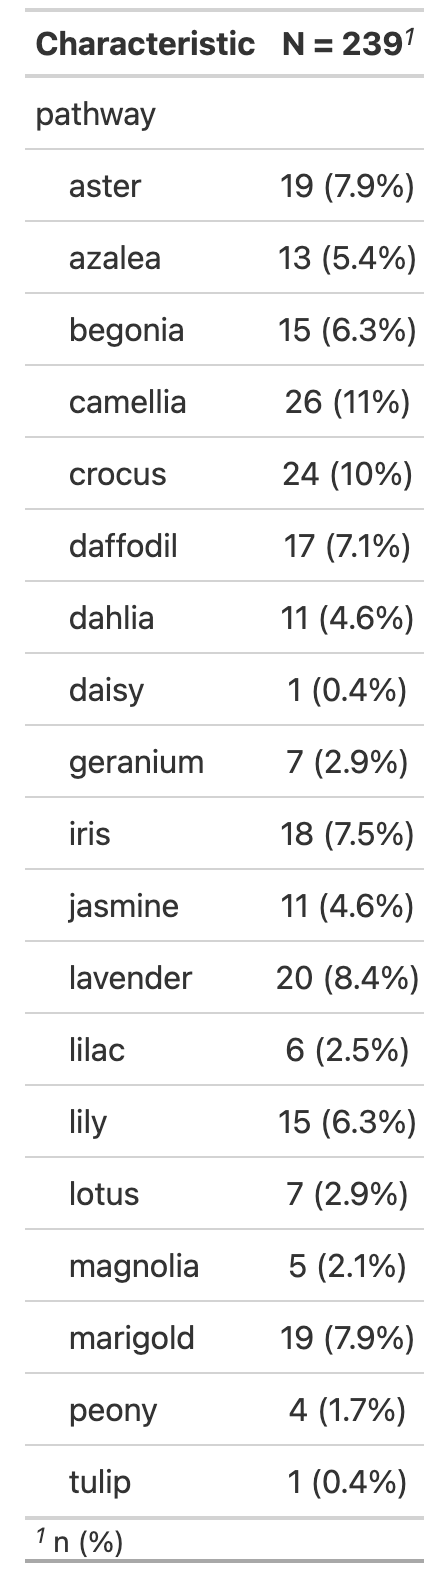 Characteristic N = 239¹
pathway
aster 19 (7.9%)
azalea 13 (5.4%)
begonia 15 (6.3%)
camellia 26 (11%)
crocus 24 (10%)
daffodil 17 (7.1%)
dahlia 11 (4.6%)
daisy 1 (0.4%)
geranium 7 (2.9%)
iris 18 (7.5%)
jasmine 11 (4.6%)
lavender 20 (8.4%)
lilac 6 (2.5%)
lily 15 (6.3%)
lotus 7 (2.9%)
magnolia 5 (2.1%)
marigold 19 (7.9%)
peony 4 (1.7%)
tulip 1 (0.4%)
¹ n (%)